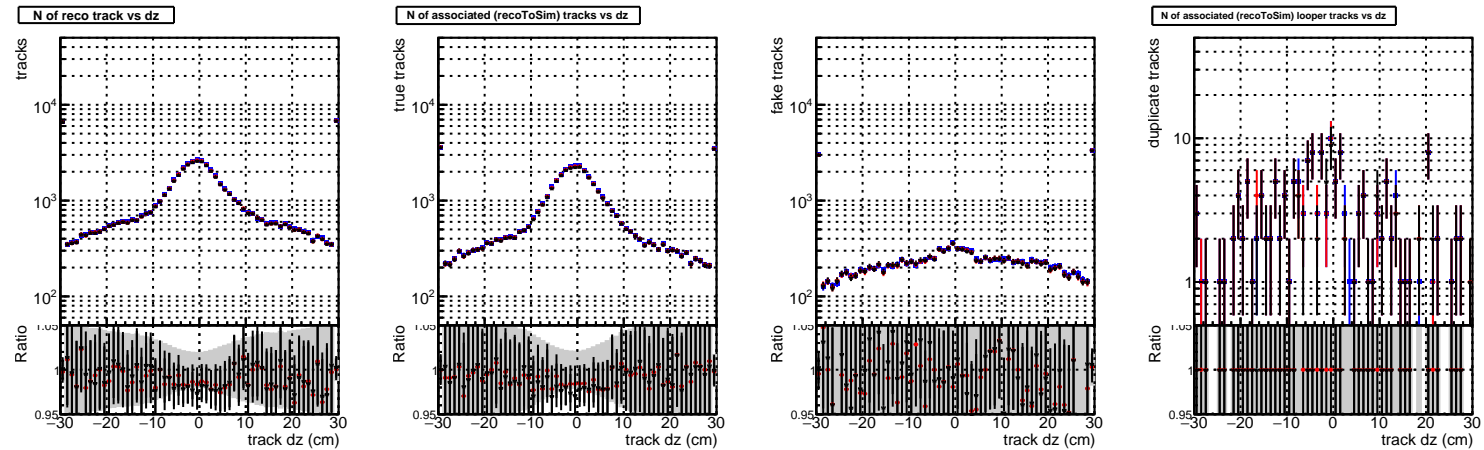 N of reco track vs dz
tracks
10⁴
10³
10²
Ratio
1.05
1
0.95
−30 −20 −10 0 10 20 30
track dz (cm)
N of associated (recoToSim) tracks vs dz
true tracks
10⁴
10³
10²
Ratio
1.05
1
0.95
−30 −20 −10 0 10 20 30
track dz (cm)
fake tracks
10⁴
10³
10²
Ratio
1.05
1
0.95
−30 −20 −10 0 10 20 30
track dz (cm)
N of associated (recoToSim) looper tracks vs dz
duplicate tracks
10
1
Ratio
1.05
1
0.95
−30 −20 −10 0 10 20 30
track dz (cm)